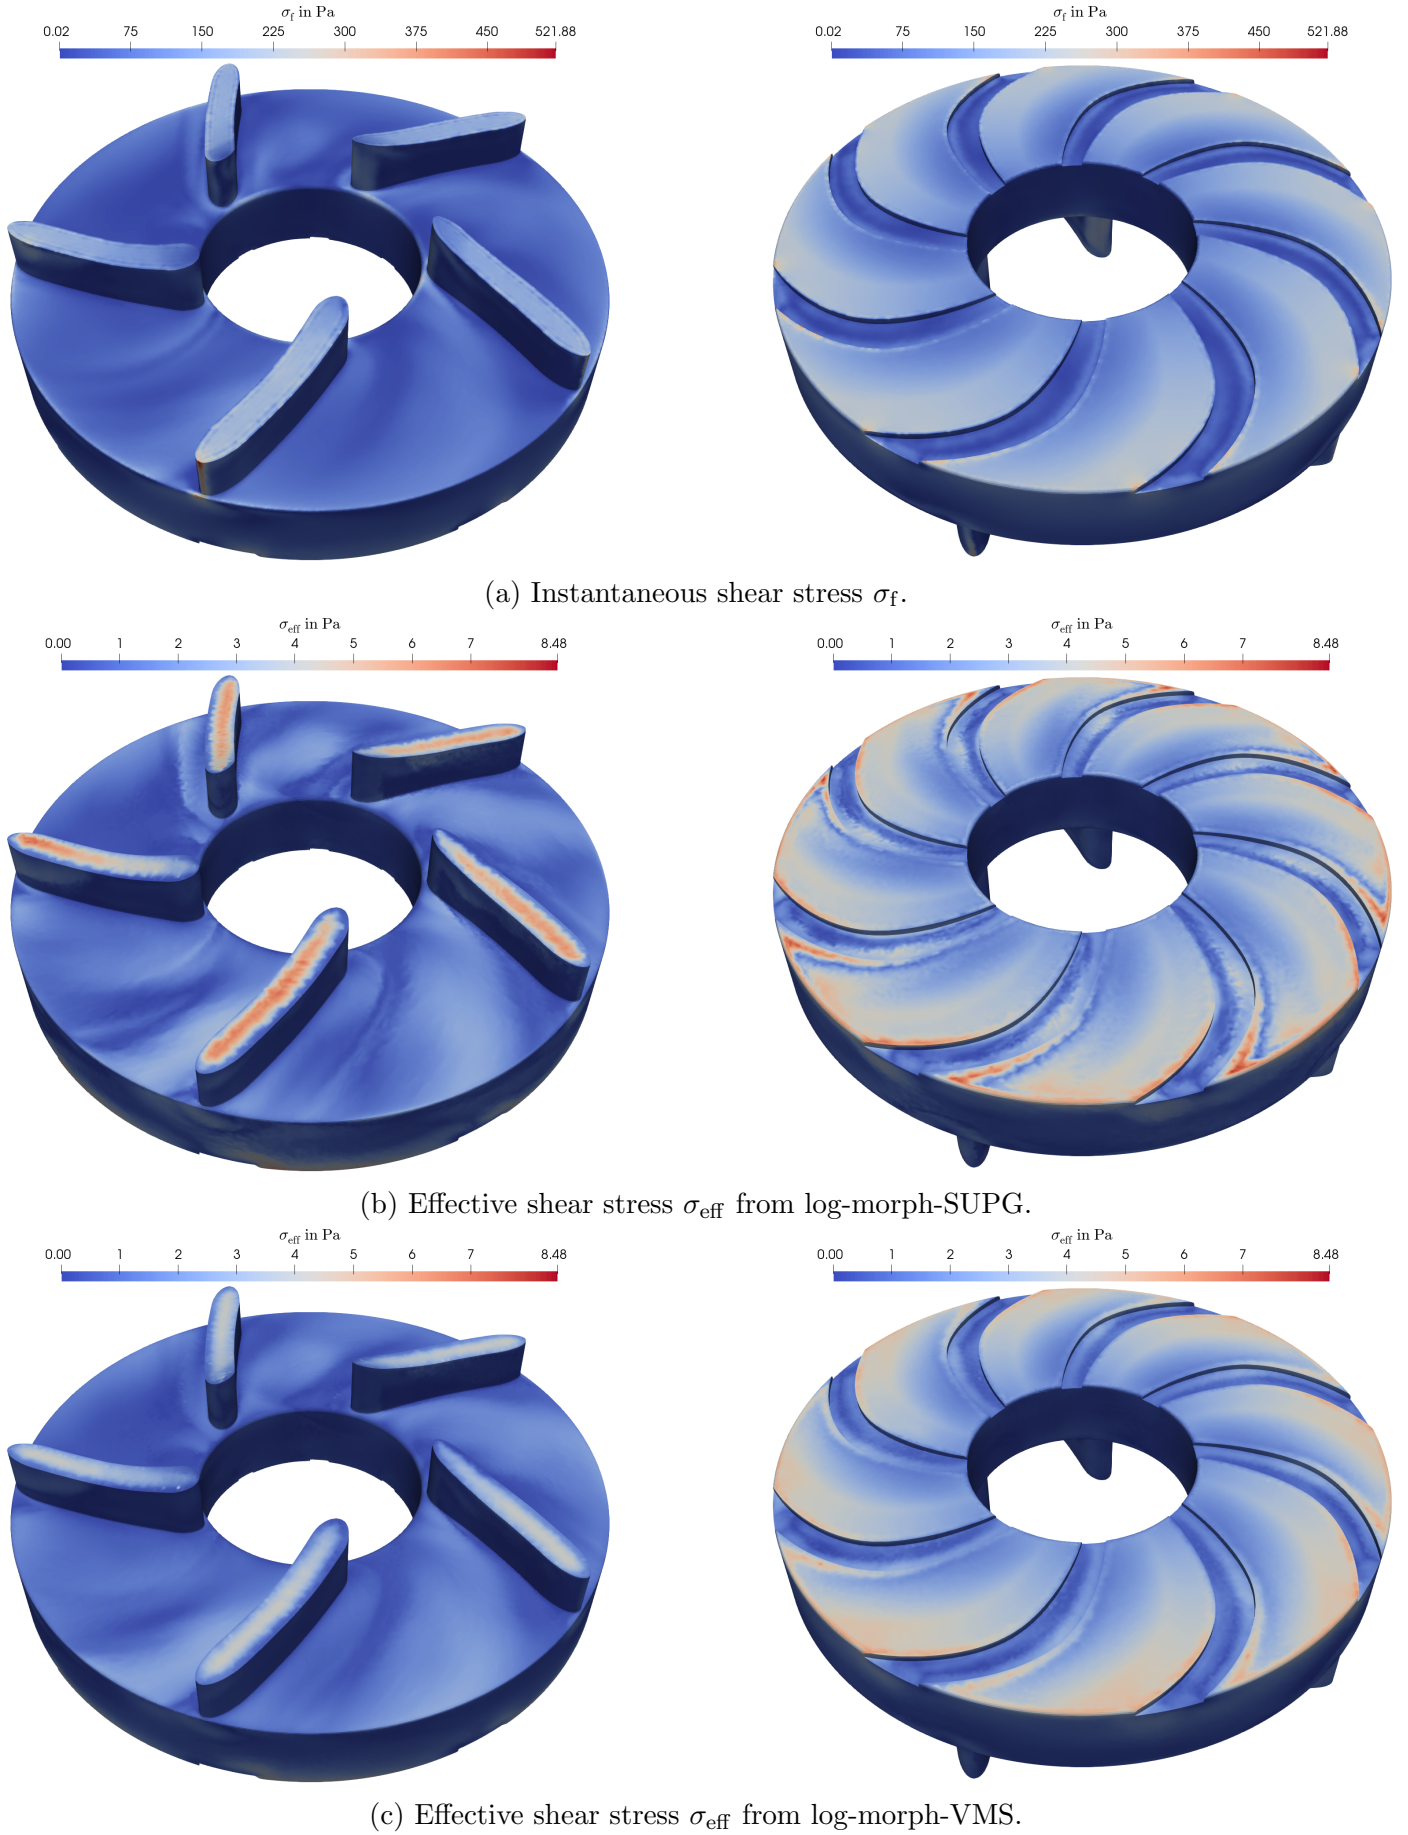 σf in Pa
0.02 75 150 225 300 375 450 521.88
σf in Pa
0.02 75 150 225 300 375 450 521.88
(a) Instantaneous shear stress σf.
σeff in Pa
0.00 1 2 3 4 5 6 7 8.48
σeff in Pa
0.00 1 2 3 4 5 6 7 8.48
(b) Effective shear stress σeff from log-morph-SUPG.
σeff in Pa
0.00 1 2 3 4 5 6 7 8.48
σeff in Pa
0.00 1 2 3 4 5 6 7 8.48
(c) Effective shear stress σeff from log-morph-VMS.